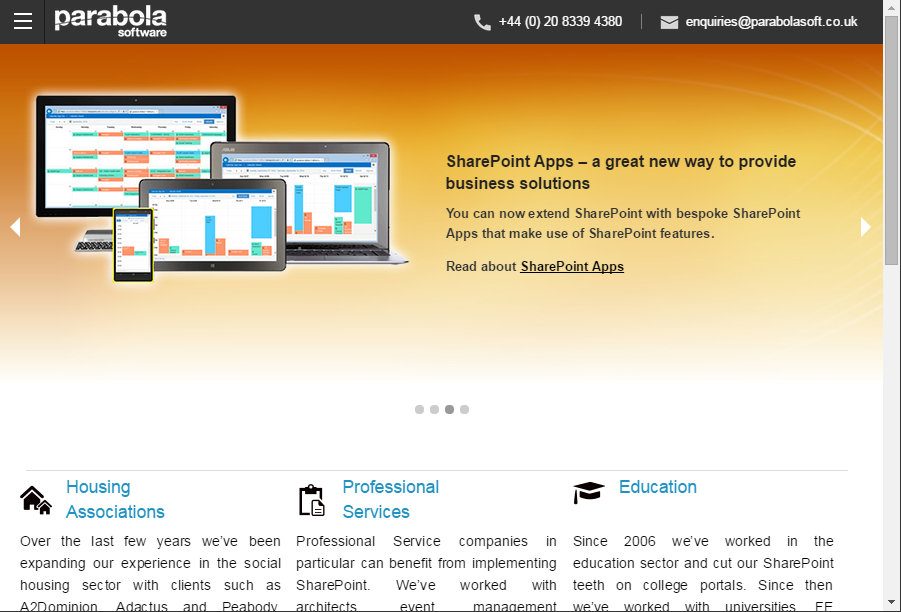 parabola
software
+44 (0) 20 8339 4380
enquiries@parabolasoft.co.uk
SharePoint Apps – a great new way to provide
business solutions
You can now extend SharePoint with bespoke SharePoint
Apps that make use of SharePoint features.
Read about SharePoint Apps
Housing
Associations
Over the last few years we've been
expanding our experience in the social
housing sector with clients such as
A2Dominion, Adactus and Peabody.
Professional
Services
Professional Service companies in
particular can benefit from implementing
SharePoint. We've worked with
architects, event management
Education
Since 2006 we've worked in the
education sector and cut our SharePoint
teeth on college portals. Since then
we've worked with universities, FE